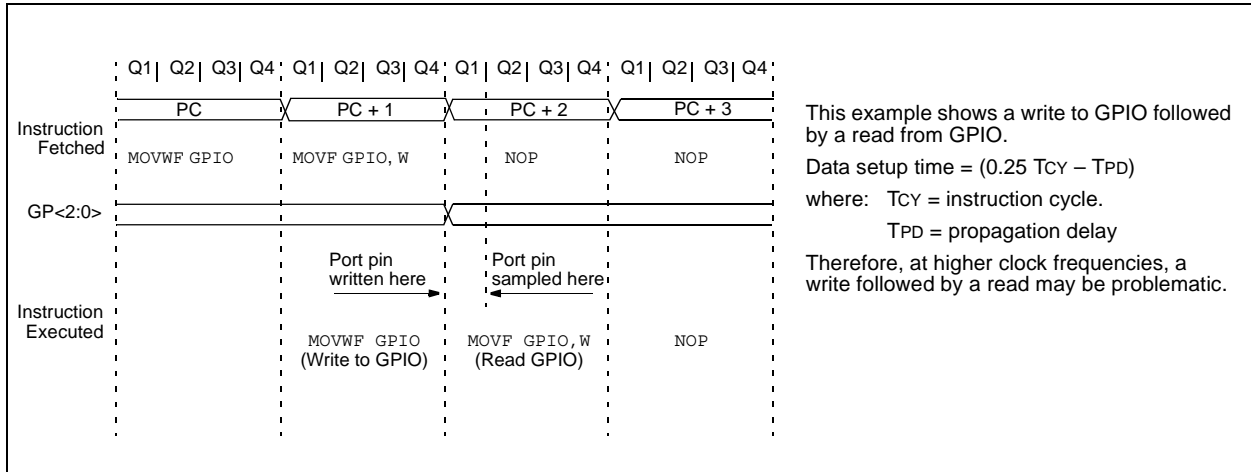 Q1| Q2| Q3| Q4 Q1| Q2| Q3| Q4 Q1| Q2| Q3| Q4 Q1| Q2| Q3| Q4
PC PC + 1 PC + 2 PC + 3
Instruction
Fetched
MOVWF GPIO MOVF GPIO, W NOP NOP
GP<2:0>
Port pin
written here
Port pin
sampled here
Instruction
Executed
MOVWF GPIO
(Write to GPIO)
MOVF GPIO,W
(Read GPIO)
NOP
This example shows a write to GPIO followed
by a read from GPIO.
Data setup time = (0.25 TCY – TPD)
where: TCY = instruction cycle.
TPD = propagation delay
Therefore, at higher clock frequencies, a
write followed by a read may be problematic.